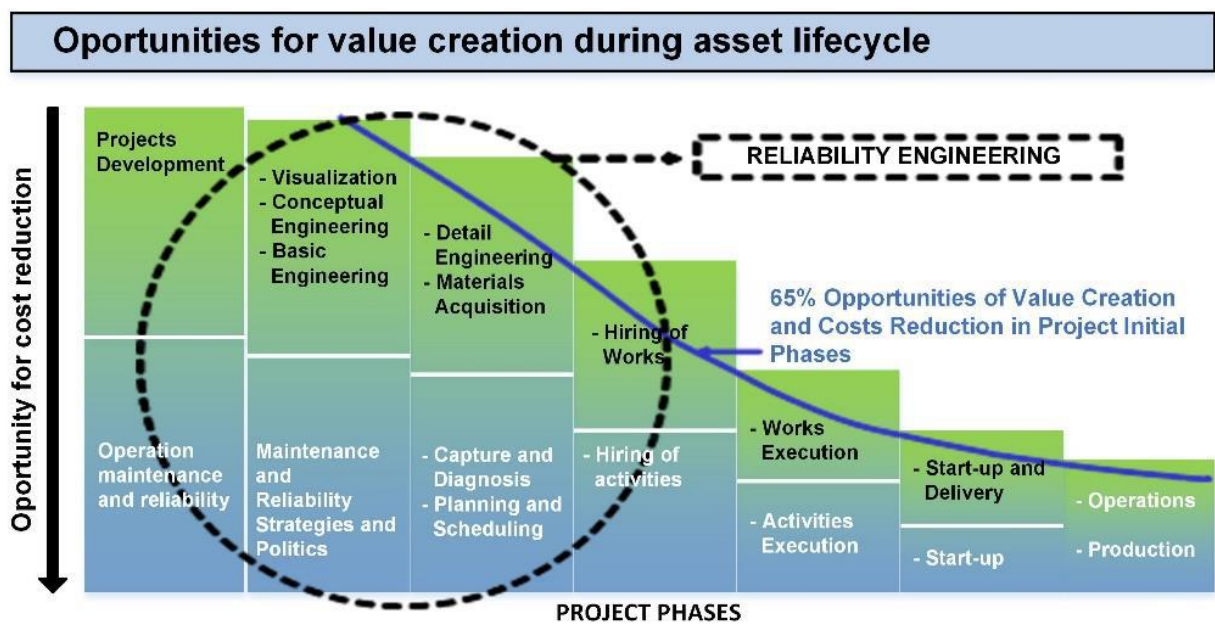 Oportunities for value creation during asset lifecycle
Opportunity for cost reduction
Projects
Development
- Visualization
- Conceptual
Engineering
- Basic
Engineering
- Detail
Engineering
- Materials
Acquisition
- Hiring of
Works
- Works
Execution
- Start-up and
Delivery
- Operations
- Production
RELIABILITY ENGINEERING
65% Opportunities of Value Creation
and Costs Reduction in Project Initial
Phases
Operation
maintenance
and reliability
Maintenance
and
Reliability
Strategies and
Politics
- Capture and
Diagnosis
- Planning and
Scheduling
- Hiring of
activities
- Activities
Execution
- Start-up
PROJECT PHASES